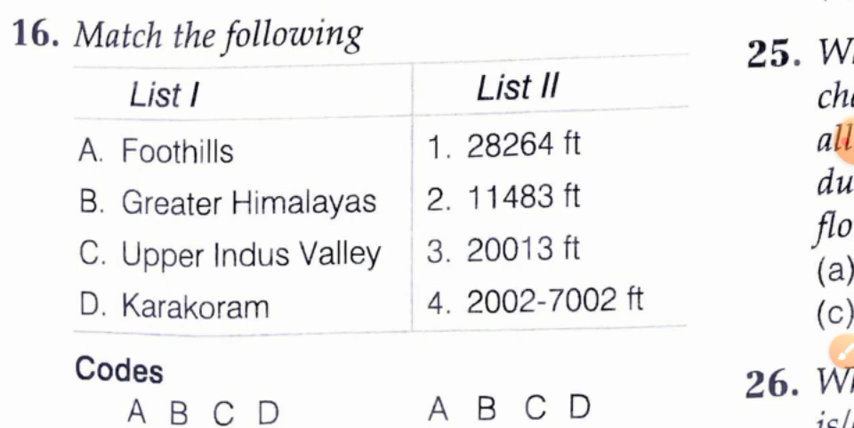 16. Match the following
List I List II
A. Foothills 1. 28264 ft
B. Greater Himalayas 2. 11483 ft
C. Upper Indus Valley 3. 20013 ft
D. Karakoram 4. 2002-7002 ft
Codes
A B C D A B C D
25. W
ch
all
du
flo
(a)
(c)
26. W
is/